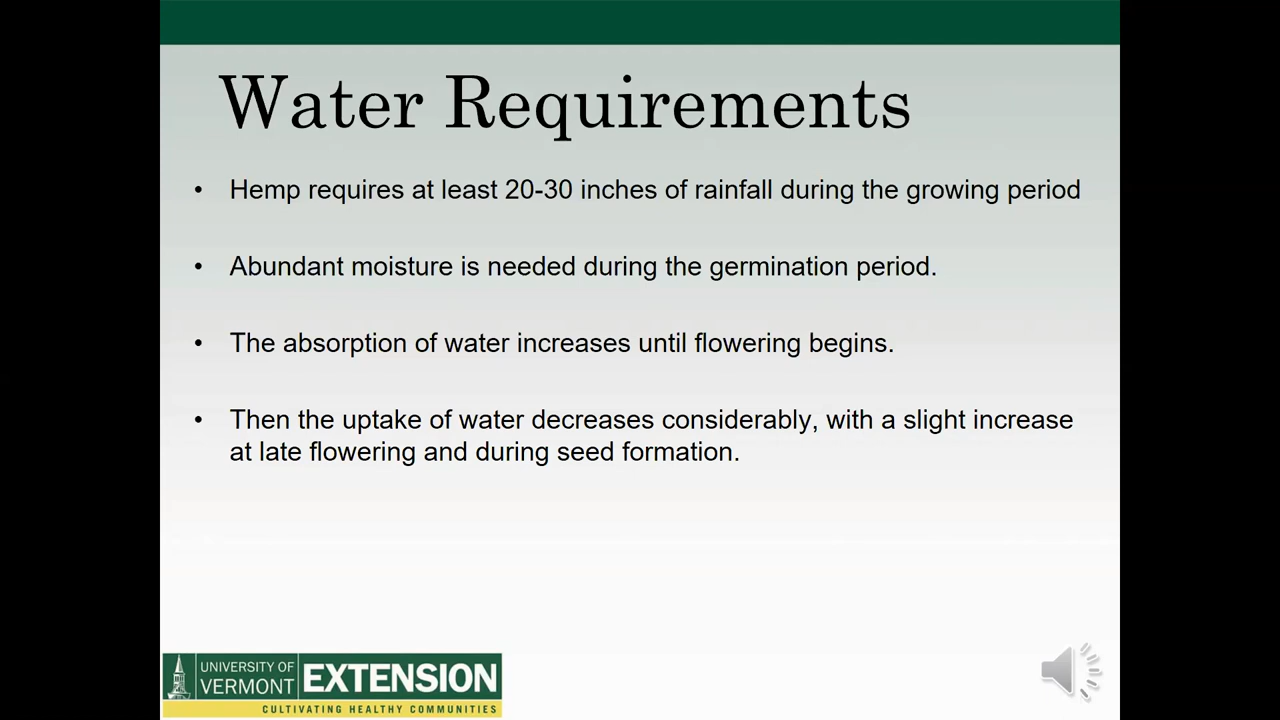 Water Requirements
• Hemp requires at least 20-30 inches of rainfall during the growing period
• Abundant moisture is needed during the germination period.
• The absorption of water increases until flowering begins.
• Then the uptake of water decreases considerably, with a slight increase
at late flowering and during seed formation.
UNIVERSITY OF
VERMONT
EXTENSION
CULTIVATING HEALTHY COMMUNITIES